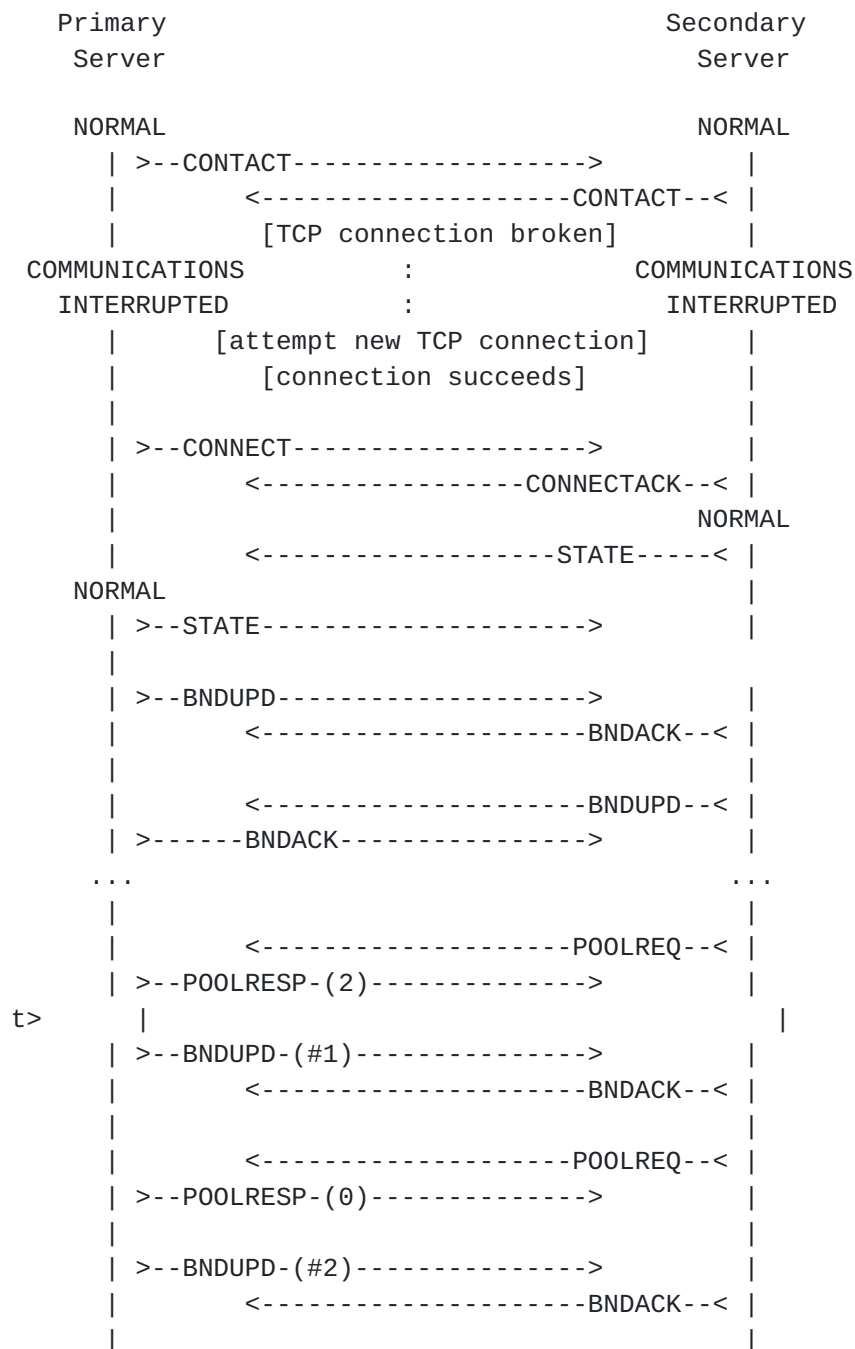 Primary                                   Secondary
 Server                                    Server

 NORMAL                                    NORMAL
   | >--CONTACT------------------->          |
   |        <--------------------CONTACT--< |
   |         [TCP connection broken]        |
COMMUNICATIONS          :              COMMUNICATIONS
  INTERRUPTED           :                INTERRUPTED
   |      [attempt new TCP connection]      |
   |         [connection succeeds]          |
   |                                        |
   | >--CONNECT------------------->         |
   |        <-----------------CONNECTACK--< |
   |                                     NORMAL
   |        <-------------------STATE-----< |
 NORMAL                                     |
   | >--STATE--------------------->         |
   |
   | >--BNDUPD-------------------->         |
   |        <---------------------BNDACK--< |
   |                                        |
   |        <---------------------BNDUPD--< |
   | >------BNDACK---------------->         |
  ...                                      ...
   |                                        |
   |        <--------------------POOLREQ--< |
   | >--POOLRESP-(2)-------------->         |
t>       |                                        |
   | >--BNDUPD-(#1)--------------->         |
   |        <---------------------BNDACK--< |
   |                                        |
   |        <--------------------POOLREQ--< |
   | >--POOLRESP-(0)-------------->         |
   |                                        |
   | >--BNDUPD-(#2)--------------->         |
   |        <---------------------BNDACK--< |
   |                                        |